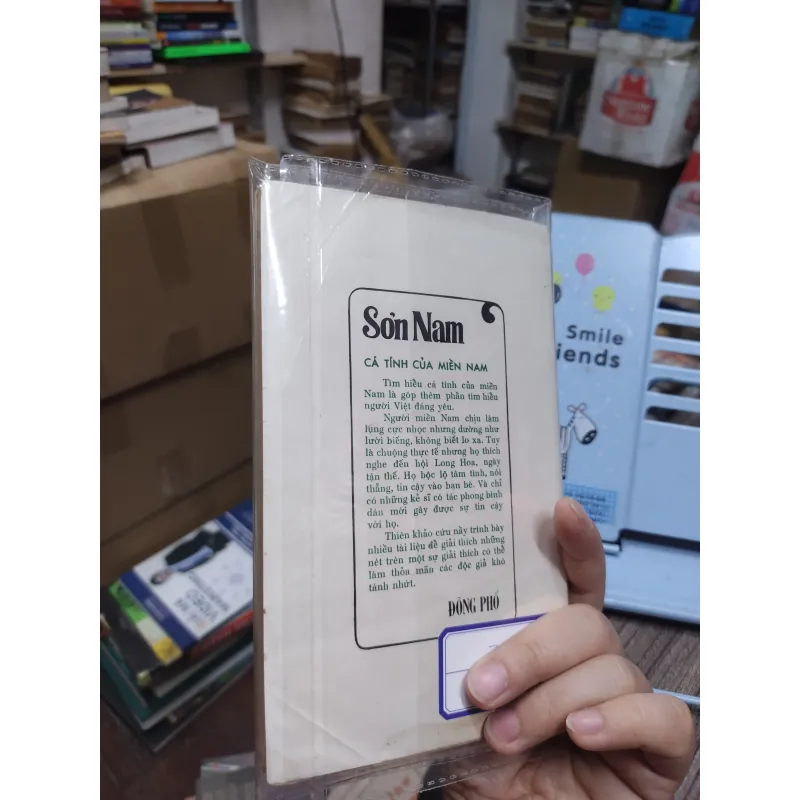 Sơn Nam
CÁ TÍNH CỦA MIỀN NAM
Tìm hiểu cá tính của miền
Nam là góp thêm phần tìm hiểu
người Việt đáng yêu.
Người miền Nam chịu làm
lụng cực nhọc nhưng dường như
lười biếng, không biết lo xa. Tuy
là chuộng thực tế nhưng họ thích
nghe đến hội Long Hoa, ngày
tận thế. Họ bộc lộ tâm tình, nói
thẳng, tin cậy vào bạn bè. Và chỉ
có những kẻ sĩ có tác phong bình
dân mới gây được sự tin cậy
với họ.
Thiên khảo cứu nầy trình bày
nhiều tài liệu để giải thích những
nét trên một sự giải thích có thể
làm thỏa mãn các độc giả khó
tánh nhứt.
ĐÔNG PHỐ
Smile
iends
VIDEO